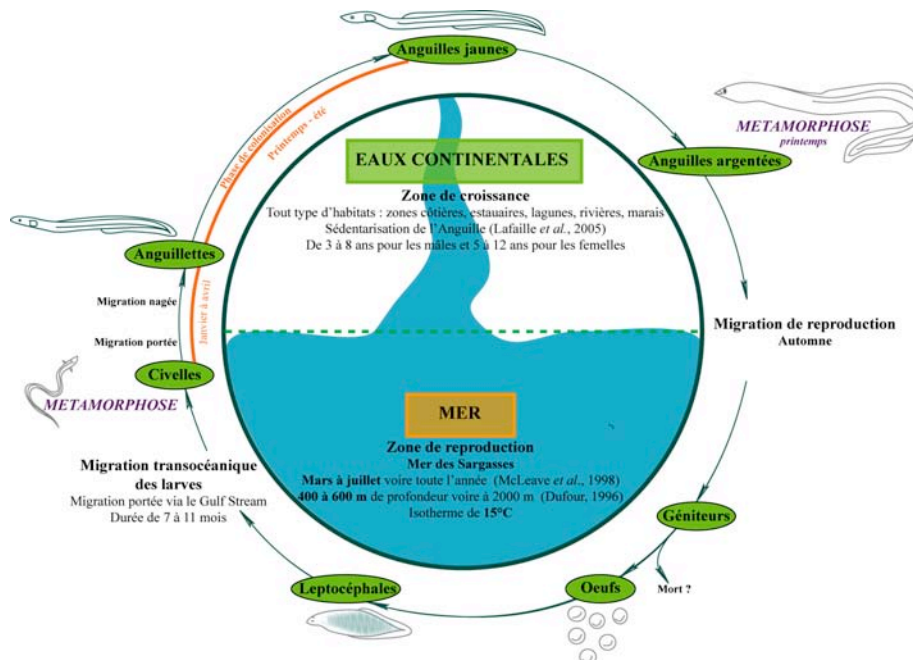 Anguilles jaunes
METAMORPHOSE
printemps
Anguilles argentées
Phase de colonisation
Printemps - été
EAUX CONTINENTALES
Zone de croissance
Tout type d'habitats : zones côtières, estauaires, lagunes, rivières, marais
Sédentarisation de l'Anguille (Lafaille et al., 2005)
De 3 à 8 ans pour les mâles et 5 à 12 ans pour les femelles
Anguillettes
Migration nagée
Janvier à avril
Migration portée
Civelles
METAMORPHOSE
Migration de reproduction
Automne
MER
Zone de reproduction
Mer des Sargasses
Mars à juillet voire toute l'année (McLeave et al., 1998)
400 à 600 m de profondeur voire à 2000 m (Dufour, 1996)
Isotherme de 15°C
Migration transocéanique
des larves
Migration portée via le Gulf Stream
Durée de 7 à 11 mois
Géniteurs
Mort ?
Oeufs
Leptocéphales